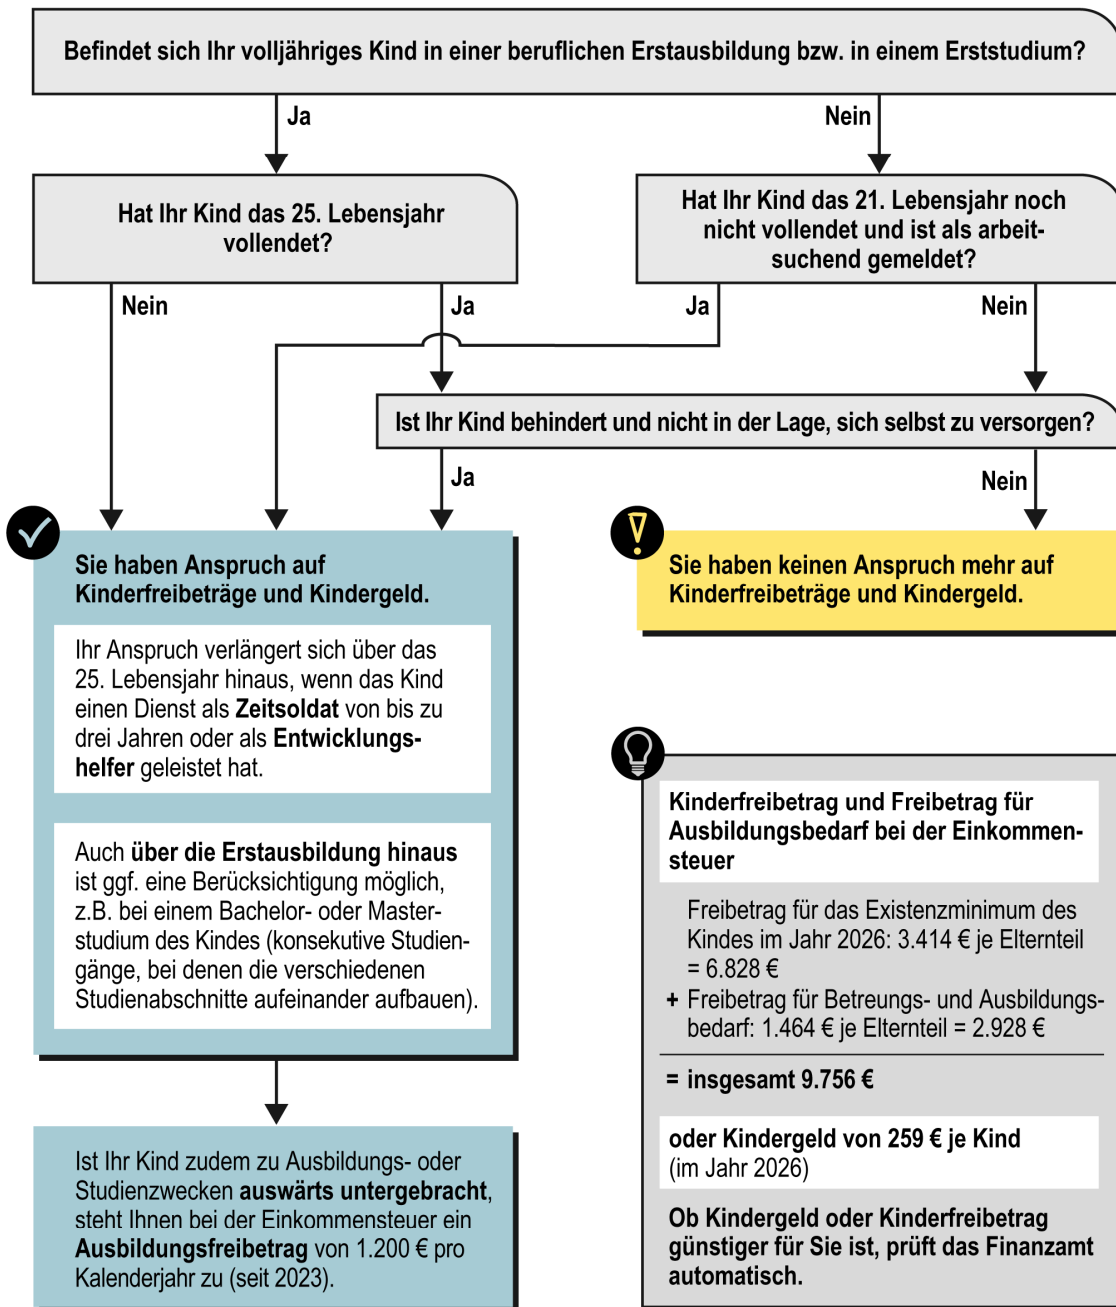 Befindet sich Ihr volljähriges Kind in einer beruflichen Erstausbildung bzw. in einem Erststudium?
Ja
Nein
Hat Ihr Kind das 25. Lebensjahr
vollendet?
Hat Ihr Kind das 21. Lebensjahr noch
nicht vollendet und ist als arbeit-
suchend gemeldet?
Nein
Ja
Ja
Nein
Ist Ihr Kind behindert und nicht in der Lage, sich selbst zu versorgen?
Ja
Nein
Sie haben Anspruch auf
Kinderfreibeträge und Kindergeld.
Ihr Anspruch verlängert sich über das
25. Lebensjahr hinaus, wenn das Kind
einen Dienst als Zeitsoldat von bis zu
drei Jahren oder als Entwicklungs-
helfer geleistet hat.
Auch über die Erstausbildung hinaus
ist ggf. eine Berücksichtigung möglich,
z.B. bei einem Bachelor- oder Master-
studium des Kindes (konsekutive Studien-
gänge, bei denen die verschiedenen
Studienabschnitte aufeinander aufbauen).
Ist Ihr Kind zudem zu Ausbildungs- oder
Studienzwecken auswärts untergebracht,
steht Ihnen bei der Einkommensteuer ein
Ausbildungsfreibetrag von 1.200 € pro
Kalenderjahr zu (seit 2023).
Sie haben keinen Anspruch mehr auf
Kinderfreibeträge und Kindergeld.
Kinderfreibetrag und Freibetrag für
Ausbildungsbedarf bei der Einkommen-
steuer
Freibetrag für das Existenzminimum des
Kindes im Jahr 2026: 3.414 € je Elternteil
= 6.828 €
+ Freibetrag für Betreungs- und Ausbildungs-
bedarf: 1.464 € je Elternteil = 2.928 €
= insgesamt 9.756 €
oder Kindergeld von 259 € je Kind
(im Jahr 2026)
Ob Kindergeld oder Kinderfreibetrag
günstiger für Sie ist, prüft das Finanzamt
automatisch.